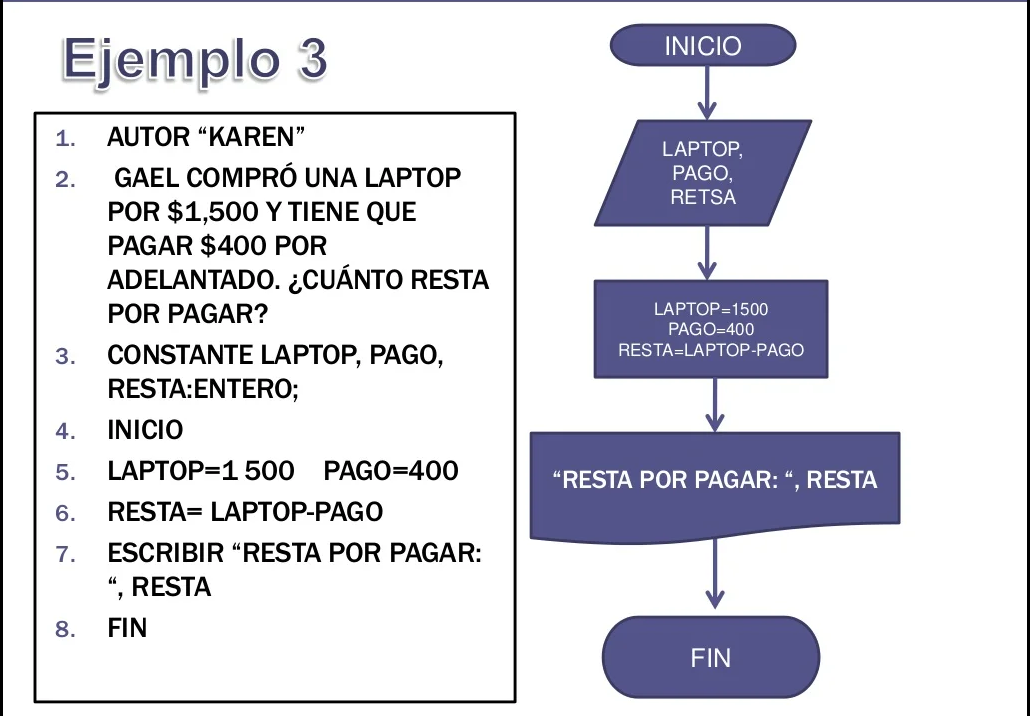 Ejemplo 3
1. AUTOR “KAREN”
2. GAEL COMPRÓ UNA LAPTOP
POR $1,500 Y TIENE QUE
PAGAR $400 POR
ADELANTADO. ¿CUÁNTO RESTA
POR PAGAR?
3. CONSTANTE LAPTOP, PAGO,
RESTA:ENTERO;
4. INICIO
5. LAPTOP=1 500 PAGO=400
6. RESTA= LAPTOP-PAGO
7. ESCRIBIR “RESTA POR PAGAR:
“, RESTA
8. FIN
INICIO
LAPTOP,
PAGO,
RETSA
LAPTOP=1500
PAGO=400
RESTA=LAPTOP-PAGO
“RESTA POR PAGAR: “, RESTA
FIN